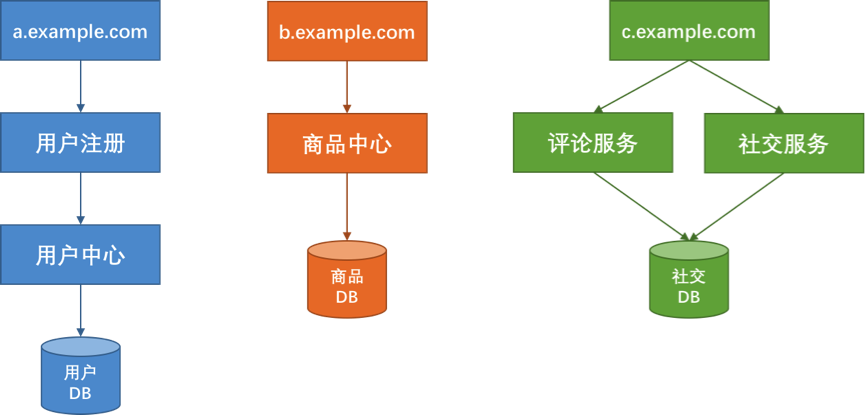 a.example.com
b.example.com
c.example.com
用户注册
商品中心
评论服务
社交服务
用户中心
商品
DB
社交
DB
用户
DB